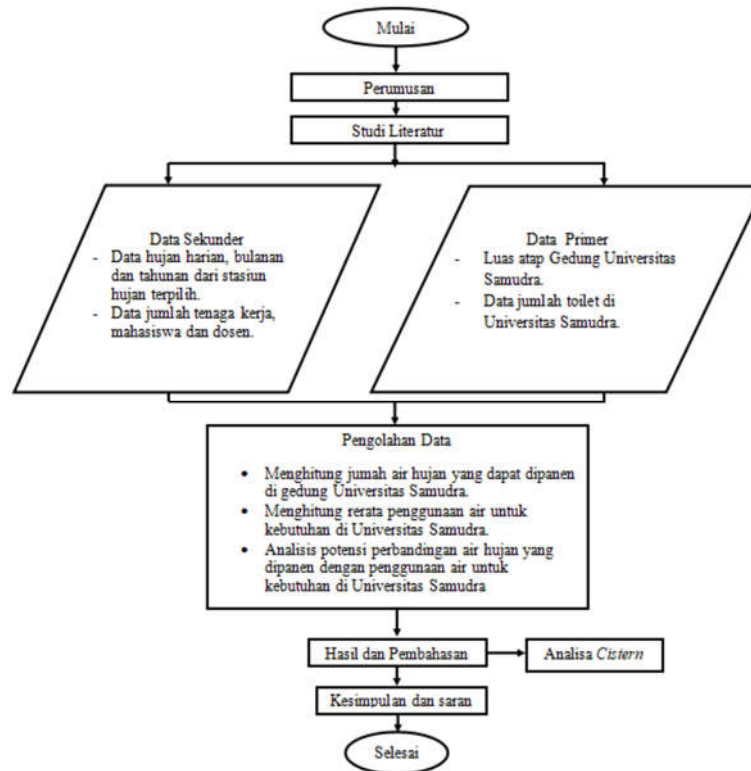 Mulai
Perumusan
Studi Literatur
Data Sekunder
- Data hujan harian, bulanan
dan tahunan dari stasiun
hujan terpilih.
- Data jumlah tenaga kerja,
mahasiswa dan dosen.
Data Primer
- Luas atap Gedung Universitas
Samudra.
- Data jumlah toilet di
Universitas Samudra.
Pengolahan Data
• Menghitung jumah air hujan yang dapat dipanen
di gedung Universitas Samudra.
• Menghitung rerata penggunaan air untuk
kebutuhan di Universitas Samudra.
• Analisis potensi perbandingan air hujan yang
dipanen dengan penggunaan air untuk
kebutuhan di Universitas Samudra
Hasil dan Pembahasan
Analisa Cistern
Kesimpulan dan saran
Selesai